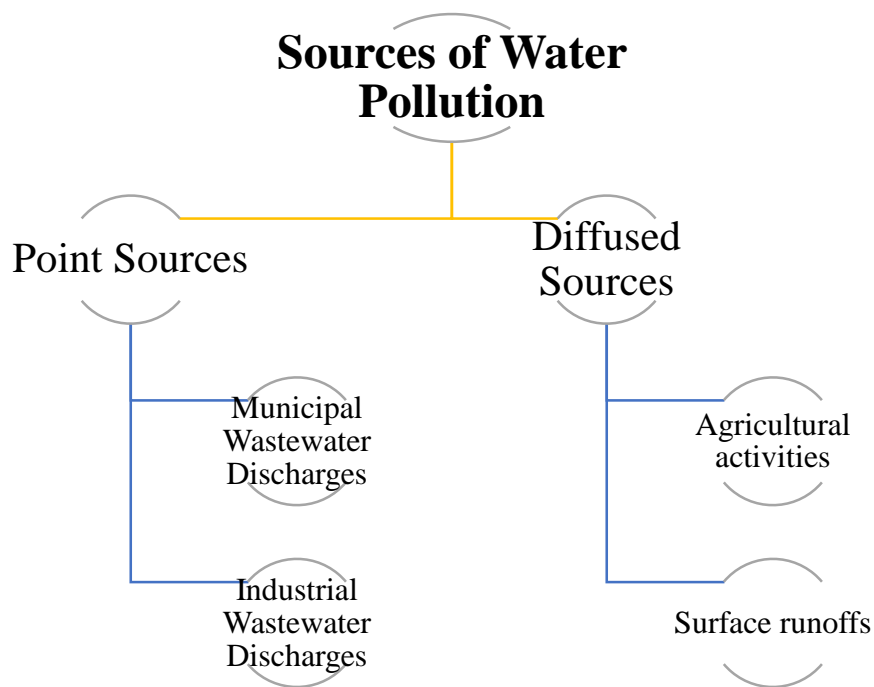 Sources of Water
Pollution
Point Sources
Diffused
Sources
Municipal
Wastewater
Discharges
Agricultural
activities
Industrial
Wastewater
Discharges
Surface runoffs